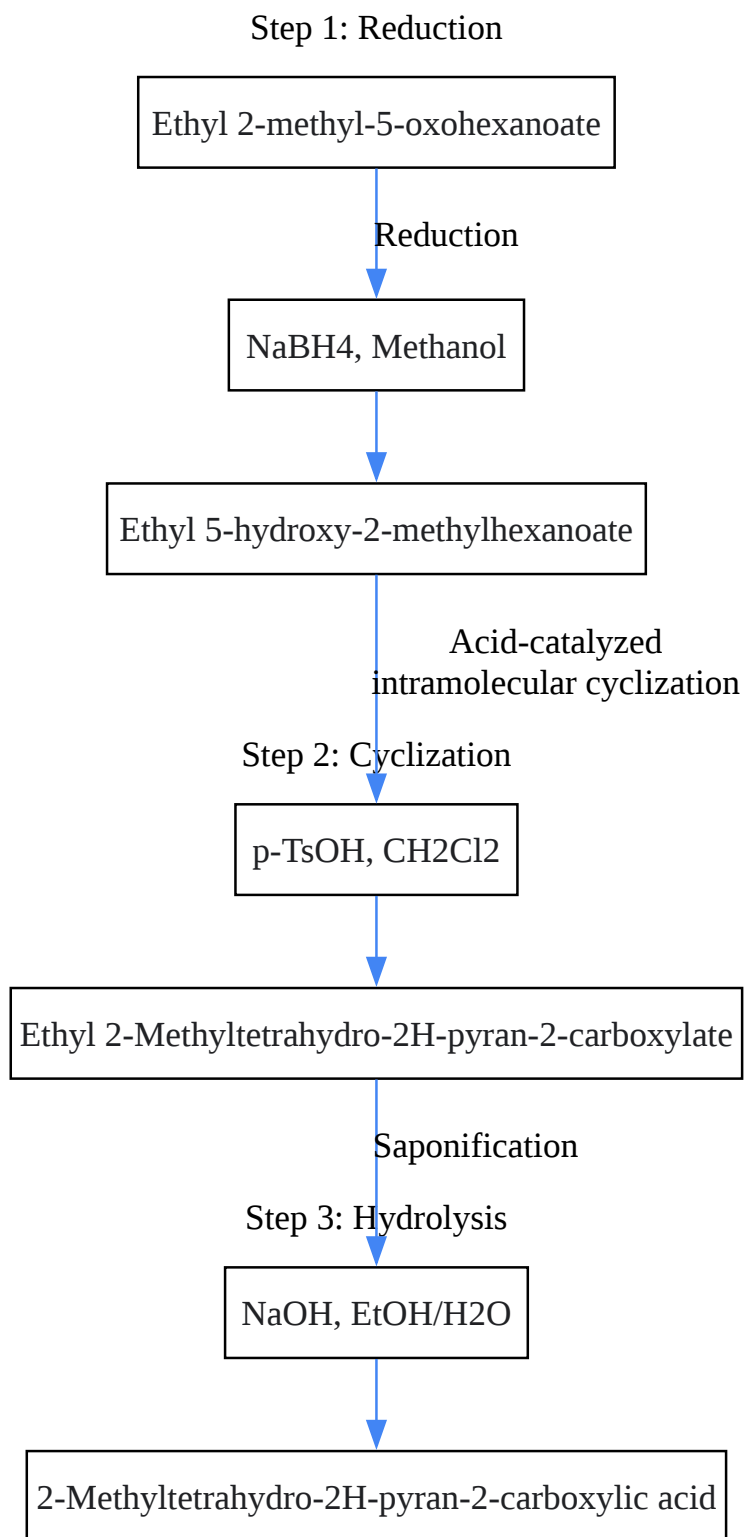 Step 1: Reduction
Ethyl 2-methyl-5-oxohexanoate
Reduction
NaBH4, Methanol
Ethyl 5-hydroxy-2-methylhexanoate
Acid-catalyzed
intramolecular cyclization
Step 2: Cyclization
p-TsOH, CH2Cl2
Ethyl 2-Methyltetrahydro-2H-pyran-2-carboxylate
Saponification
Step 3: Hydrolysis
NaOH, EtOH/H2O
2-Methyltetrahydro-2H-pyran-2-carboxylic acid